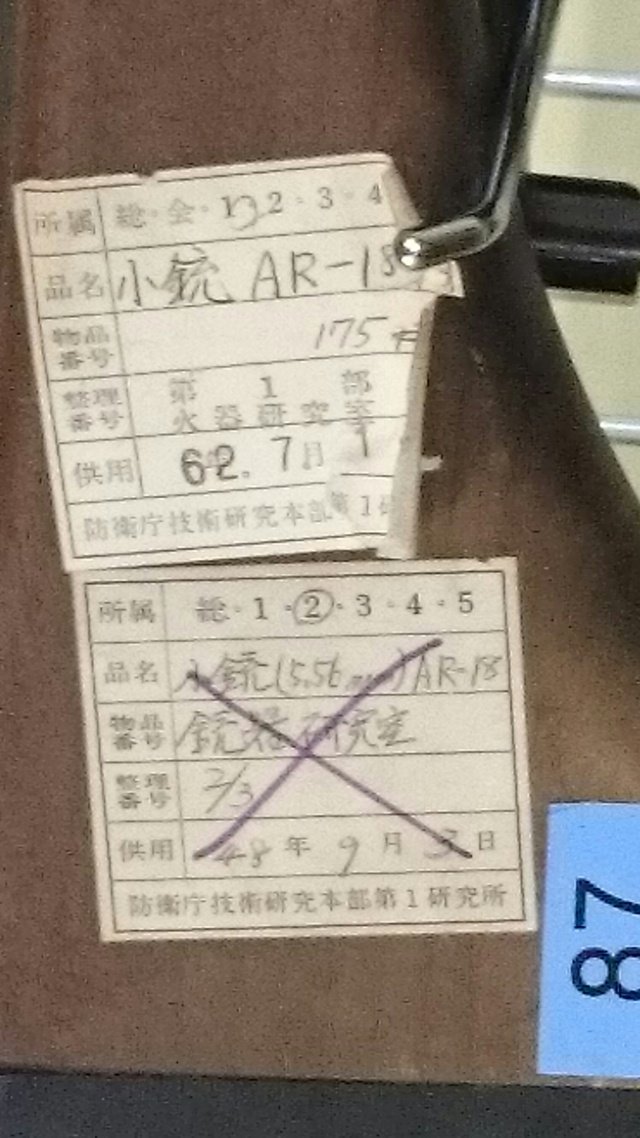 所属 総・会・1 3 2・3・4
品名 小銃 AR-18
物品番号 175
整理番号 第1部 火器研究室
供用 62. 7月 1
防衛庁技術研究本部第1研
所属 総・1・②・3・4・5
品名 小銃(5.56mm)AR-18
物品番号 銃器研究室
整理番号 2/3
供用 48年9月3日
防衛庁技術研究本部第1研究所
87